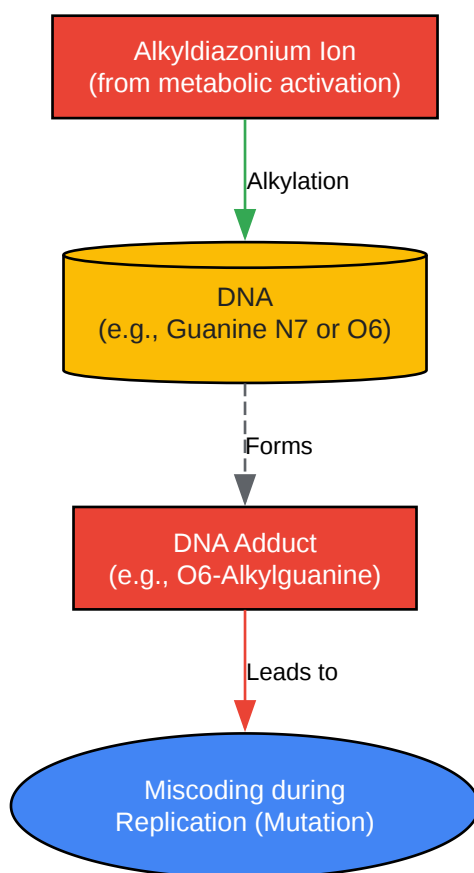 Alkyldiazonium Ion
(from metabolic activation)
Alkylation
DNA
(e.g., Guanine N7 or O6)
Forms
DNA Adduct
(e.g., O6-Alkylguanine)
Leads to
Miscoding during
Replication (Mutation)